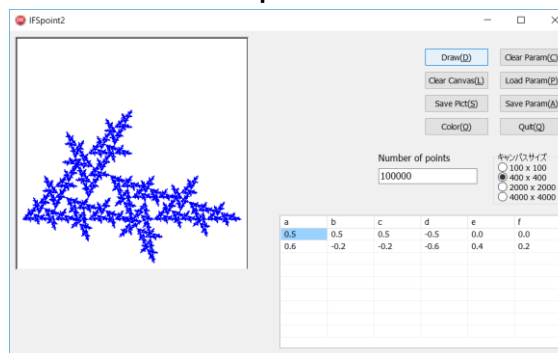 IFSpoint2
Draw(D) Clear Param(C)
Clear Canvas(L) Load Param(P)
Save Pict(S) Save Param(A)
Color(O) Quit(Q)
Number of points
100000
キャンバスサイズ
100 x 100
400 x 400
2000 x 2000
4000 x 4000
a b c d e f
0.5 0.5 0.5 -0.5 0.0 0.0
0.6 -0.2 -0.2 -0.6 0.4 0.2